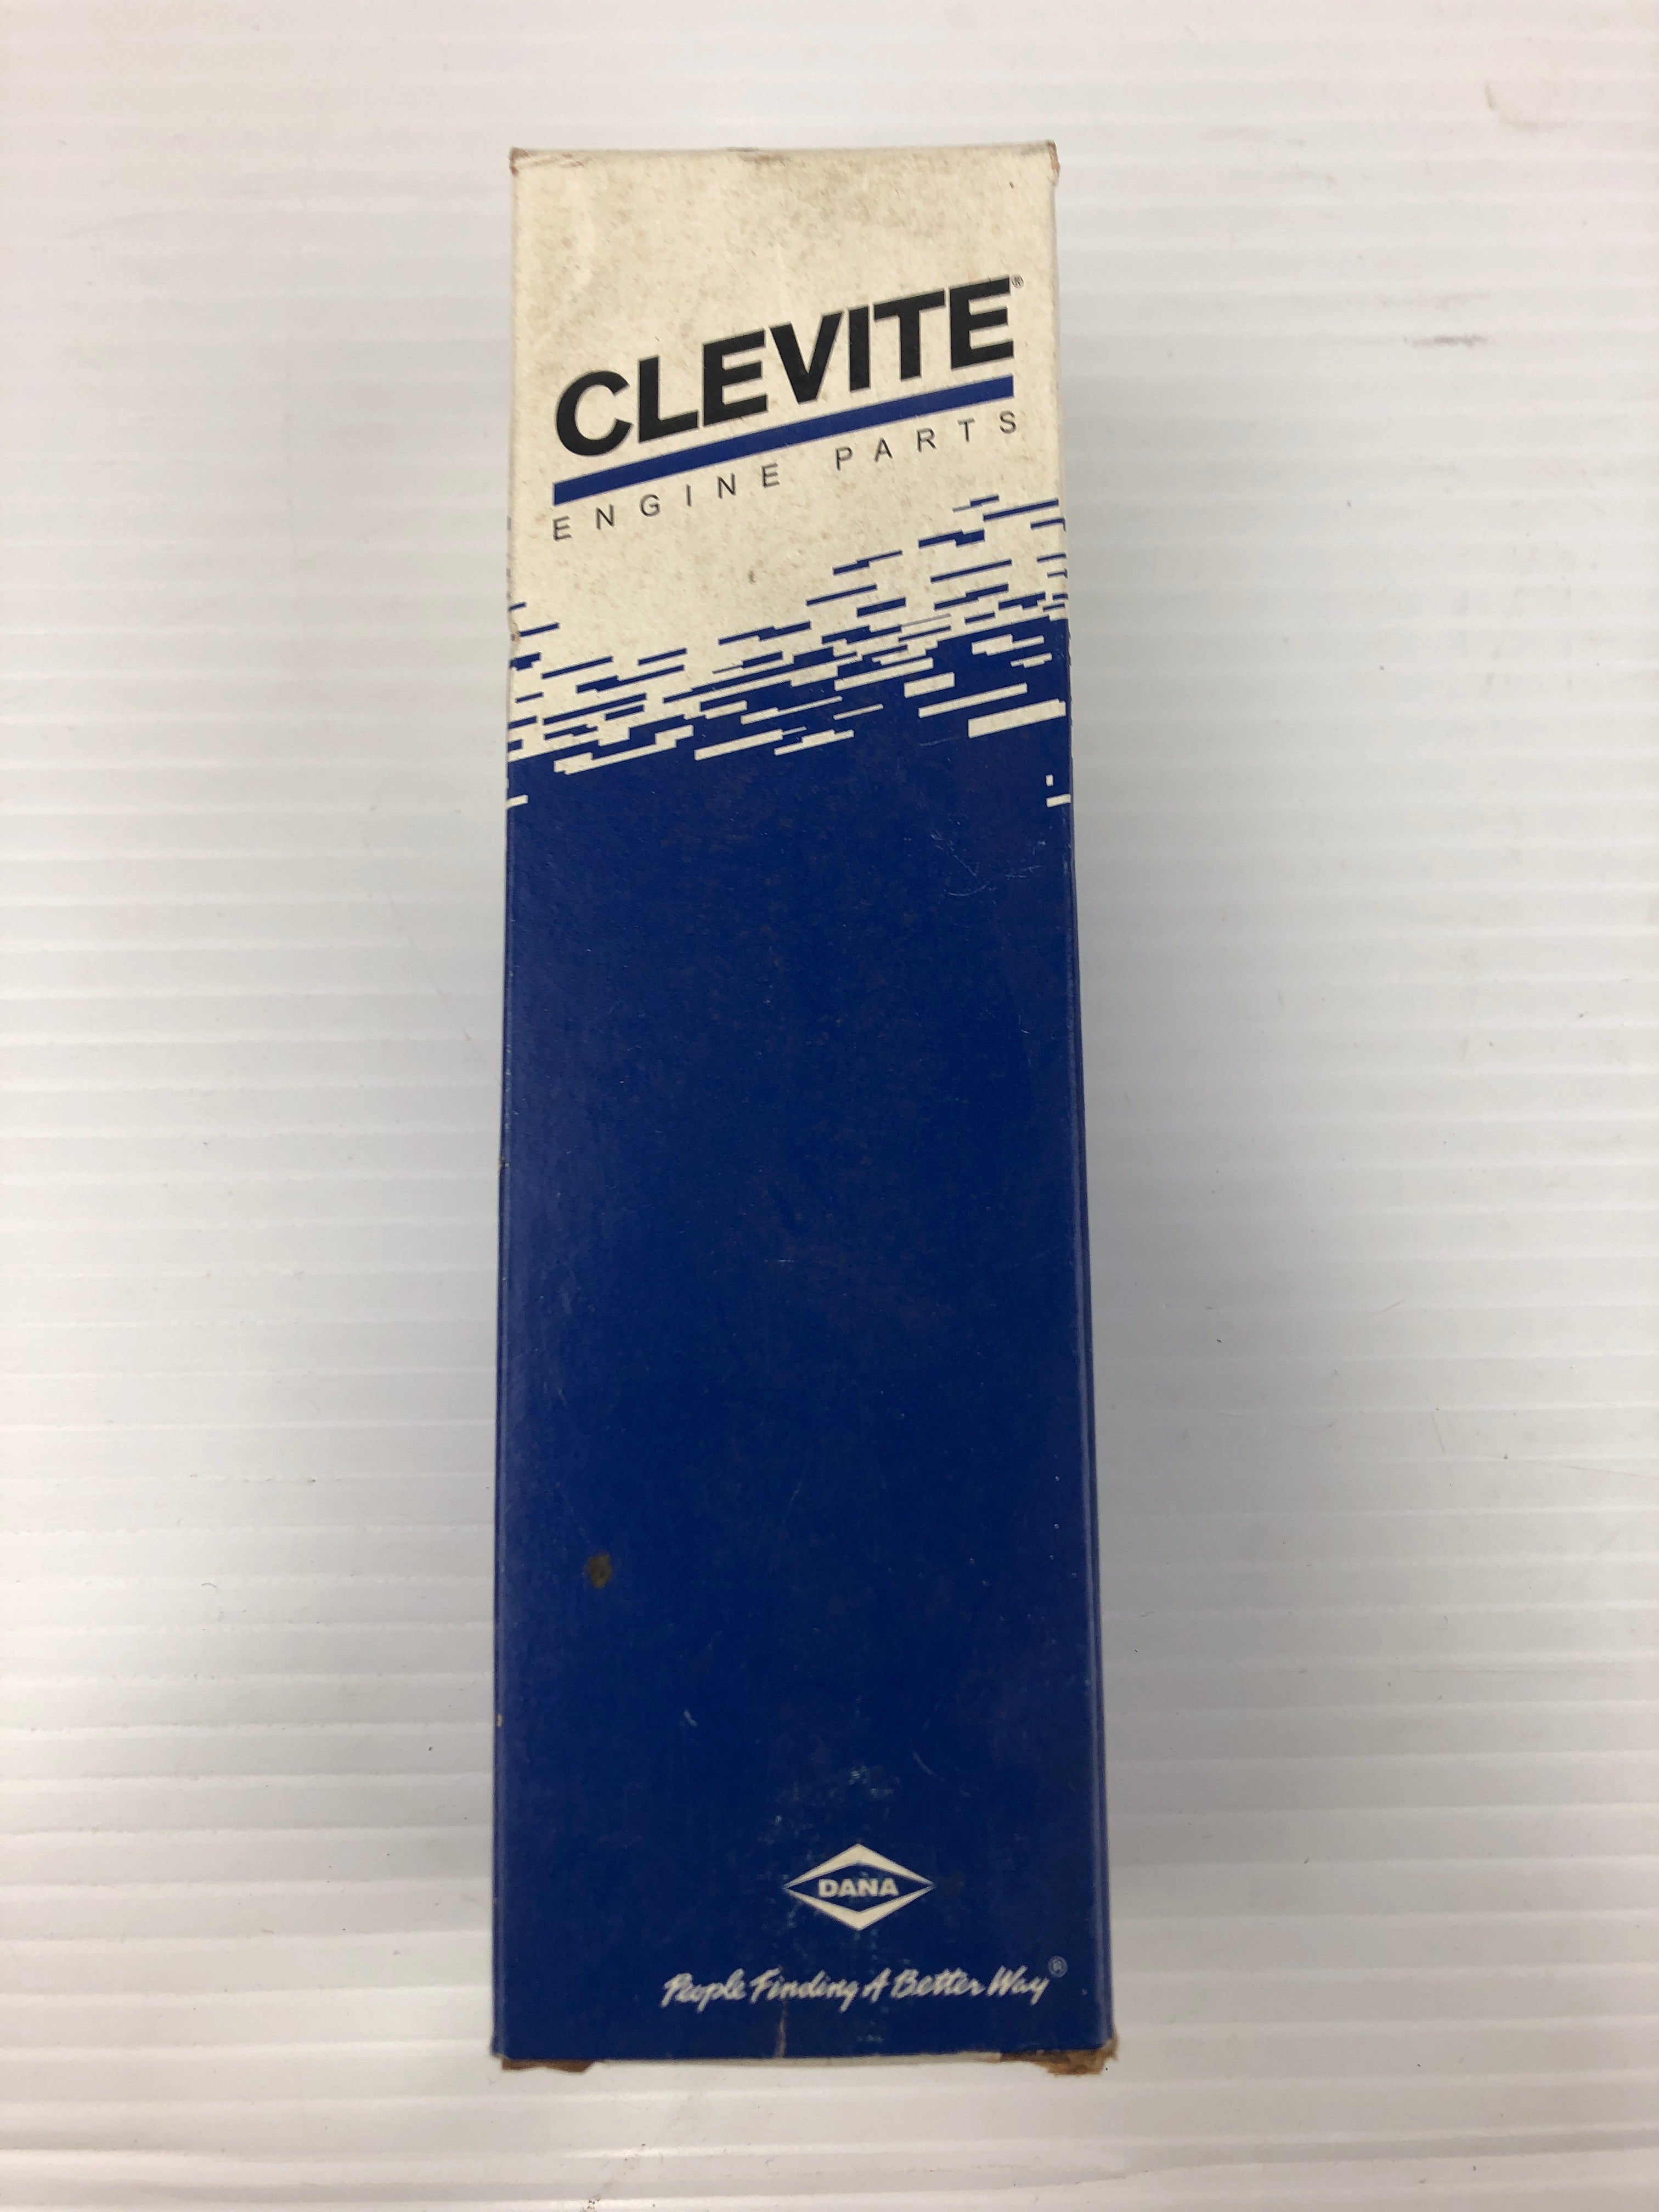 CLEVITE®
ENGINE PARTS
DANA
People Finding A Better Way®